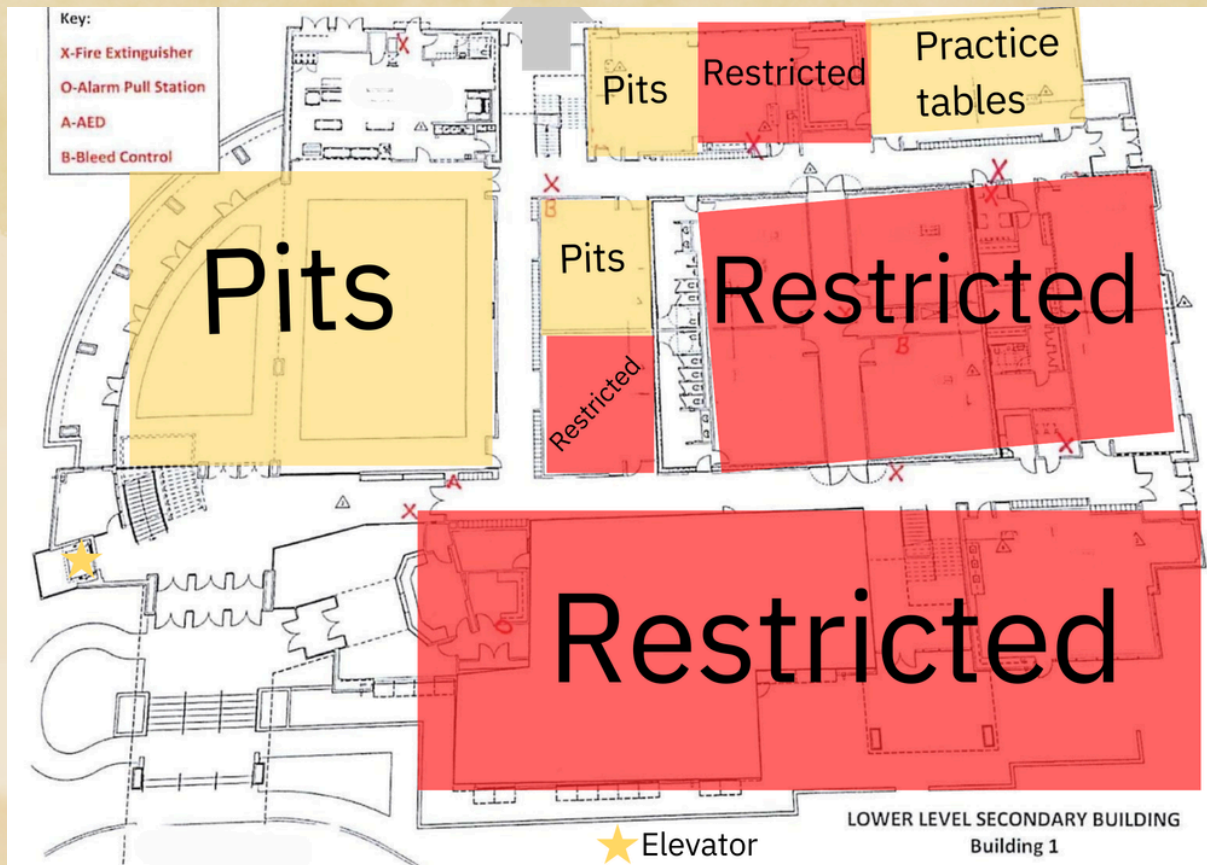 Key:
X-Fire Extinguisher
O-Alarm Pull Station
A-AED
B-Bleed Control
X
Pits
Restricted
Practice
tables
X
X
X
X
B
Pits
Pits
Restricted
B
Restricted
X
X
A
X
O
Restricted
Elevator
LOWER LEVEL SECONDARY BUILDING
Building 1